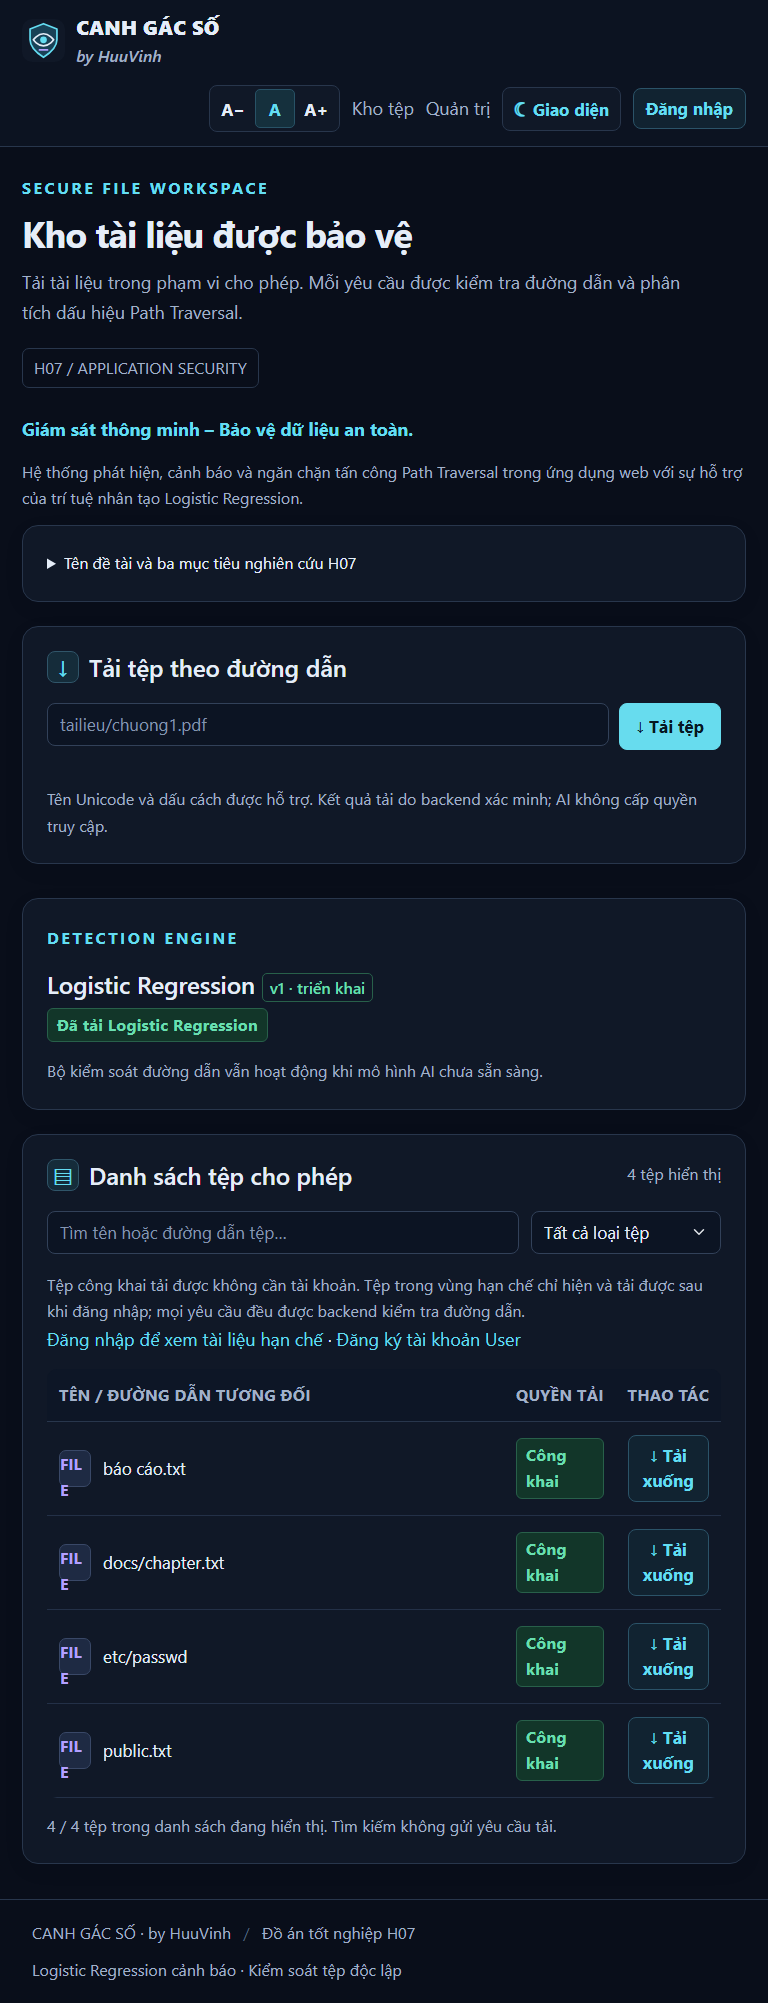 CANH GÁC SỐ
by HuuVinh
A− A A+ Kho tệp Quản trị ☾ Giao diện Đăng nhập
SECURE FILE WORKSPACE
Kho tài liệu được bảo vệ
Tải tài liệu trong phạm vi cho phép. Mỗi yêu cầu được kiểm tra đường dẫn và phân
tích dấu hiệu Path Traversal.
H07 / APPLICATION SECURITY
Giám sát thông minh – Bảo vệ dữ liệu an toàn.
Hệ thống phát hiện, cảnh báo và ngăn chặn tấn công Path Traversal trong ứng dụng web với sự hỗ trợ
của trí tuệ nhân tạo Logistic Regression.
▶ Tên đề tài và ba mục tiêu nghiên cứu H07
↓ Tải tệp theo đường dẫn
tailieu/chuong1.pdf ↓ Tải tệp
Tên Unicode và dấu cách được hỗ trợ. Kết quả tải do backend xác minh; AI không cấp quyền
truy cập.
DETECTION ENGINE
Logistic Regression v1 · triển khai
Đã tải Logistic Regression
Bộ kiểm soát đường dẫn vẫn hoạt động khi mô hình AI chưa sẵn sàng.
▤ Danh sách tệp cho phép 4 tệp hiển thị
Tìm tên hoặc đường dẫn tệp... Tất cả loại tệp
Tệp công khai tải được không cần tài khoản. Tệp trong vùng hạn chế chỉ hiện và tải được sau
khi đăng nhập; mọi yêu cầu đều được backend kiểm tra đường dẫn.
Đăng nhập để xem tài liệu hạn chế · Đăng ký tài khoản User
TÊN / ĐƯỜNG DẪN TƯƠNG ĐỐI QUYỀN TẢI THAO TÁC
FIL
E
báo cáo.txt
Công
khai
↓ Tải
xuống
FIL
E
docs/chapter.txt
Công
khai
↓ Tải
xuống
FIL
E
etc/passwd
Công
khai
↓ Tải
xuống
FIL
E
public.txt
Công
khai
↓ Tải
xuống
4 / 4 tệp trong danh sách đang hiển thị. Tìm kiếm không gửi yêu cầu tải.
CANH GÁC SỐ · by HuuVinh / Đồ án tốt nghiệp H07
Logistic Regression cảnh báo · Kiểm soát tệp độc lập